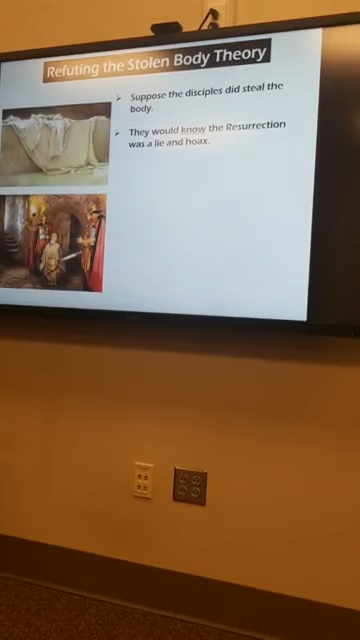 Refuting the Stolen Body Theory
Suppose the disciples did steal the
body.
They would know the Resurrection
was a lie and hoax.